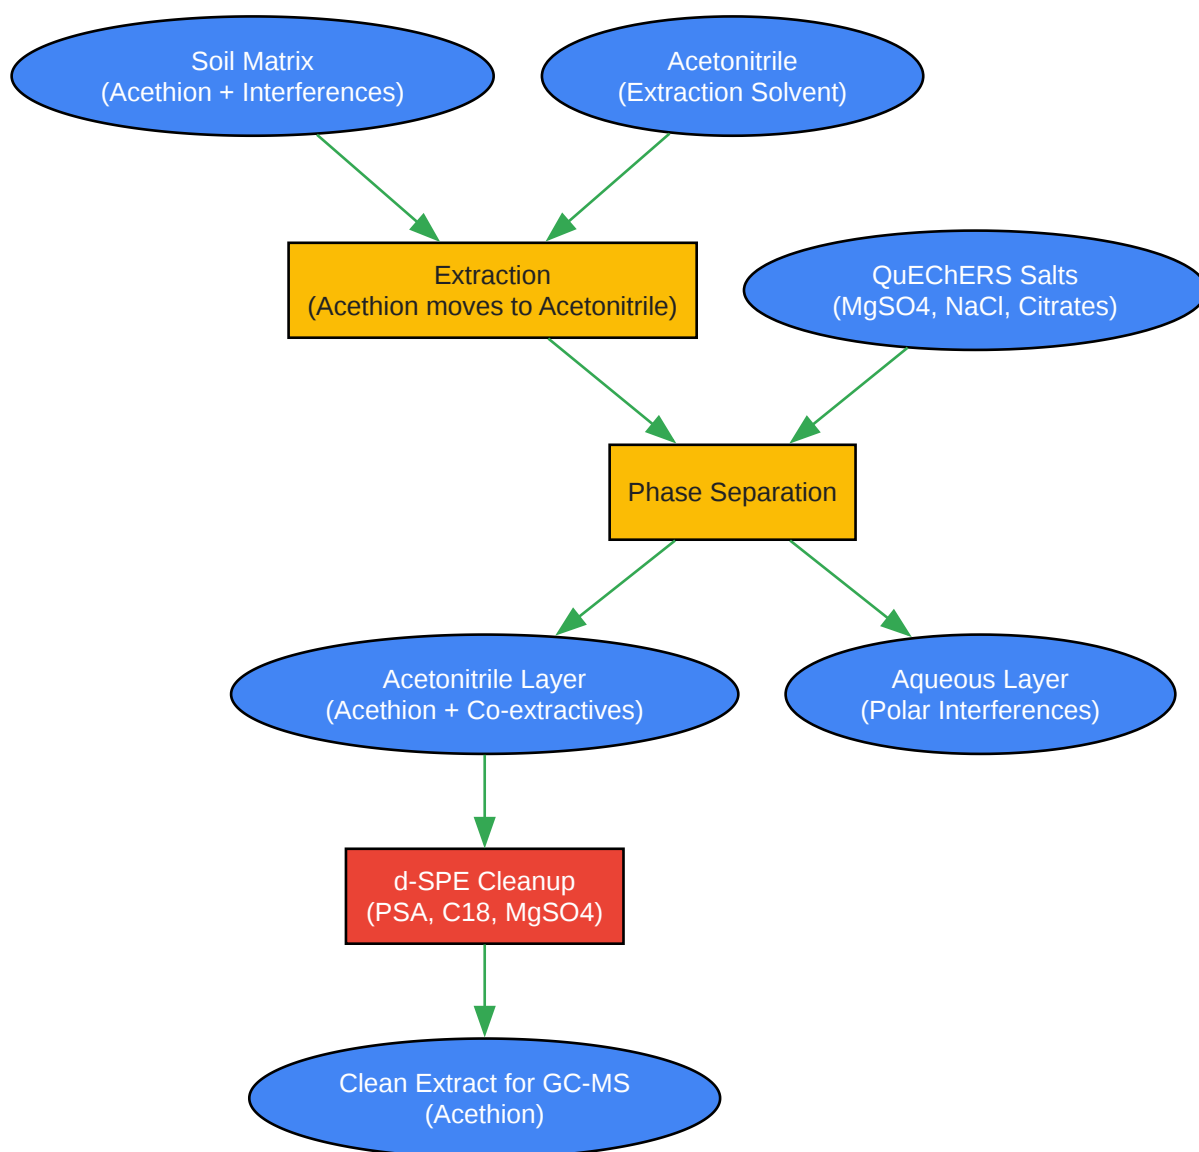 Soil Matrix
(Acethion + Interferences)
Acetonitrile
(Extraction Solvent)
Extraction
(Acethion moves to Acetonitrile)
QuEChERS Salts
(MgSO4, NaCl, Citrates)
Phase Separation
Acetonitrile Layer
(Acethion + Co-extractives)
Aqueous Layer
(Polar Interferences)
d-SPE Cleanup
(PSA, C18, MgSO4)
Clean Extract for GC-MS
(Acethion)